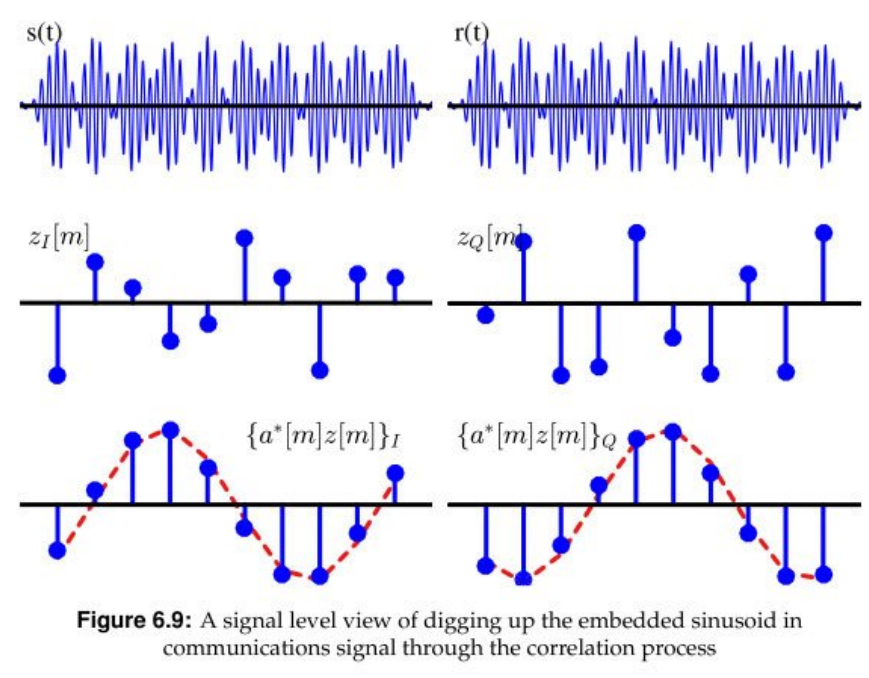 s(t)
r(t)
z_I[m]
z_Q[m]
{a*[m]z[m]}_I
{a*[m]z[m]}_Q
Figure 6.9: A signal level view of digging up the embedded sinusoid in
communications signal through the correlation process